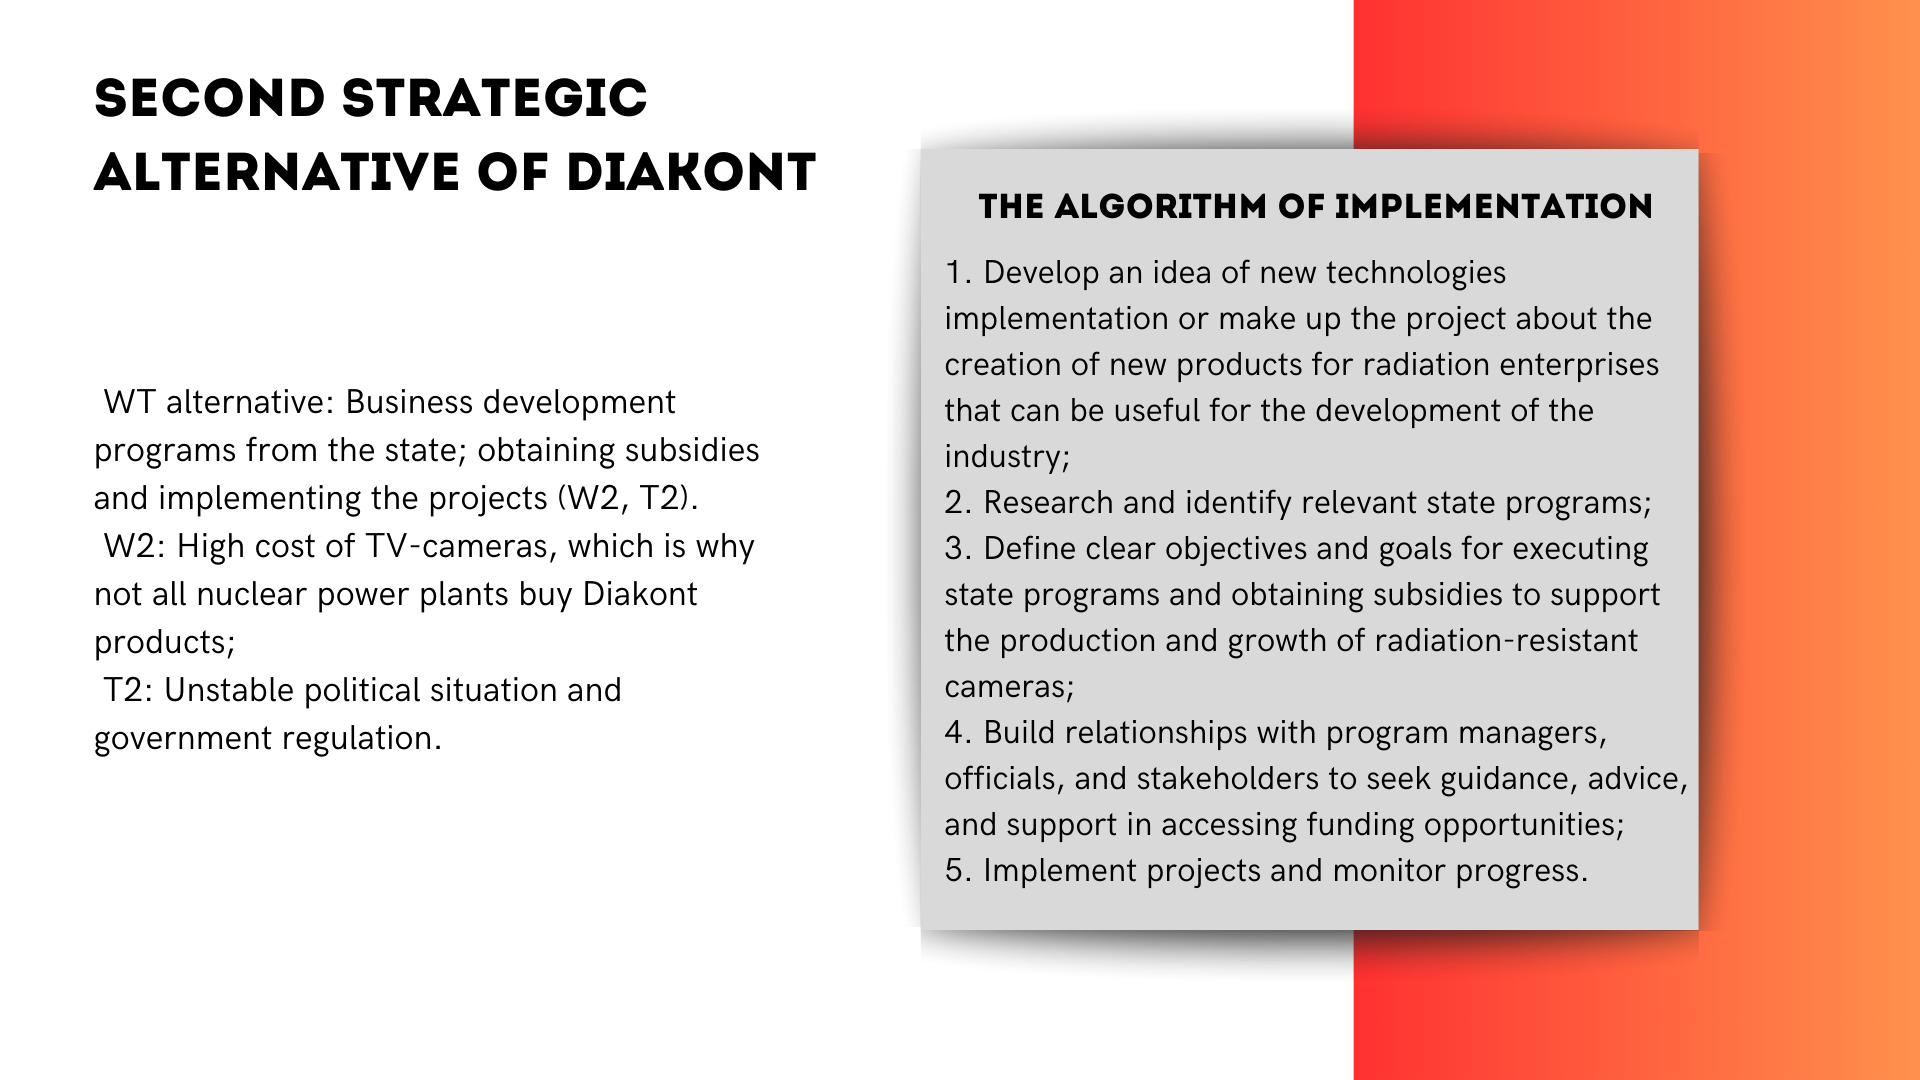 SECOND STRATEGIC
ALTERNATIVE OF DIAKONT
WT alternative: Business development
programs from the state; obtaining subsidies
and implementing the projects (W2, T2).
W2: High cost of TV-cameras, which is why
not all nuclear power plants buy Diakont
products;
T2: Unstable political situation and
government regulation.
THE ALGORITHM OF IMPLEMENTATION
1. Develop an idea of new technologies
implementation or make up the project about the
creation of new products for radiation enterprises
that can be useful for the development of the
industry;
2. Research and identify relevant state programs;
3. Define clear objectives and goals for executing
state programs and obtaining subsidies to support
the production and growth of radiation-resistant
cameras;
4. Build relationships with program managers,
officials, and stakeholders to seek guidance, advice,
and support in accessing funding opportunities;
5. Implement projects and monitor progress.